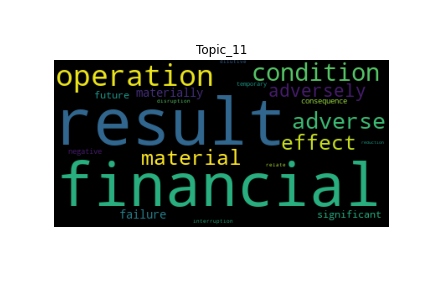 Topic_11
dilutive
operation condition
temporary
future materially adversely
disruption consequence
result adverse
effect
negative material
reduction
relate
financial
failure significant
interruption